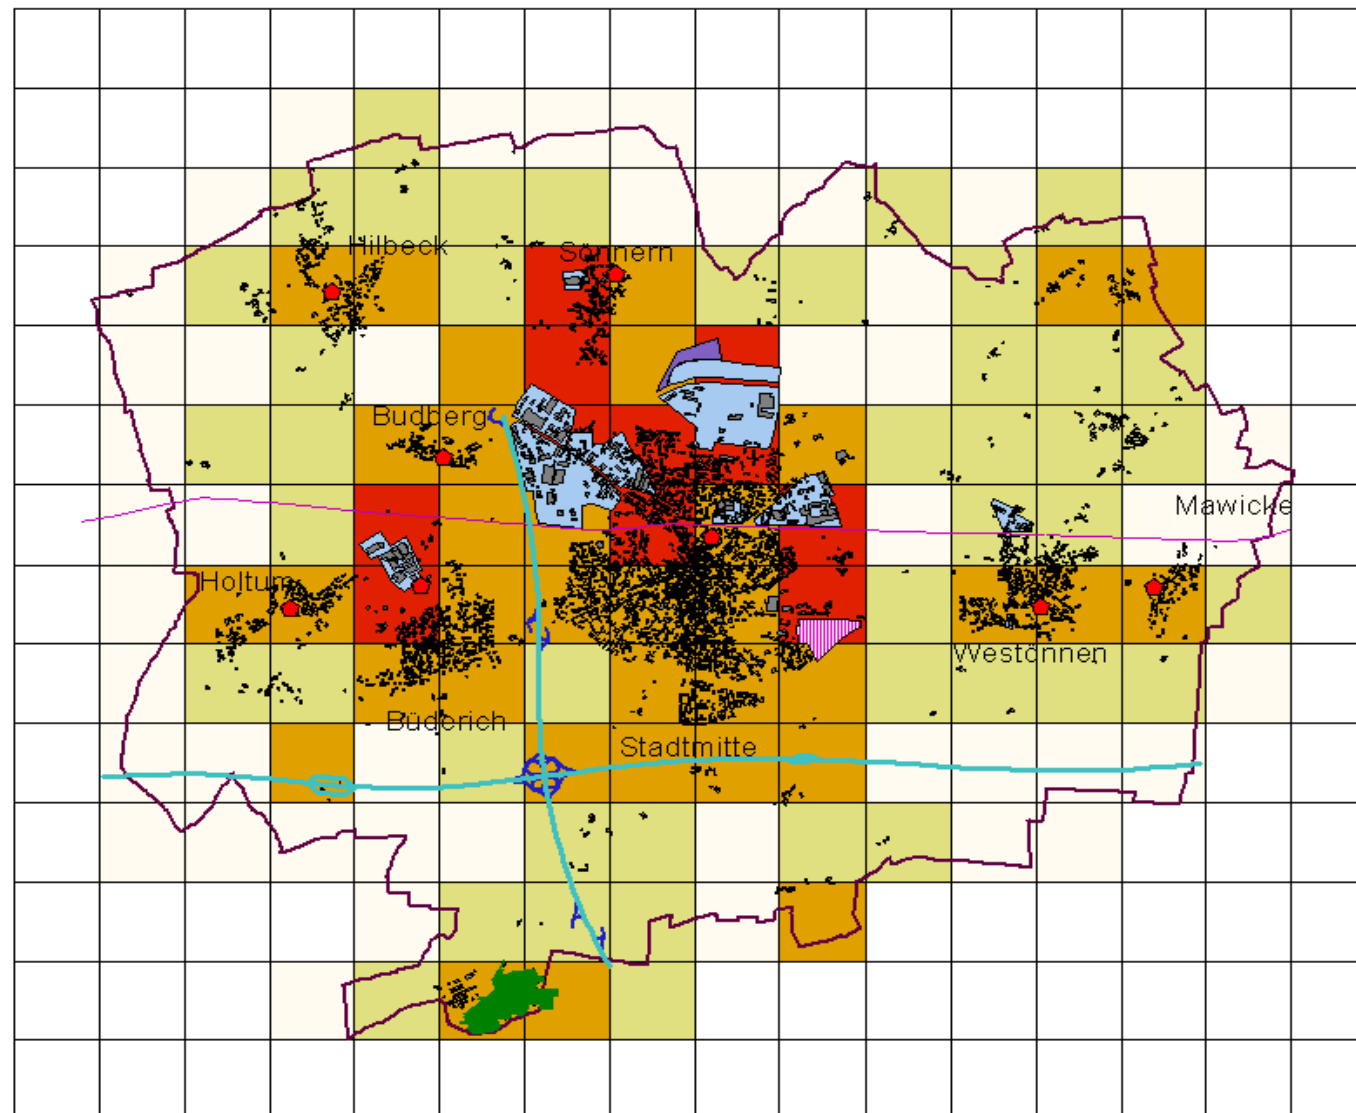 Hilbeck
Sönnern
Budberg
Mawicke
Holtum
Westönnen
Büderich
Stadtmitte